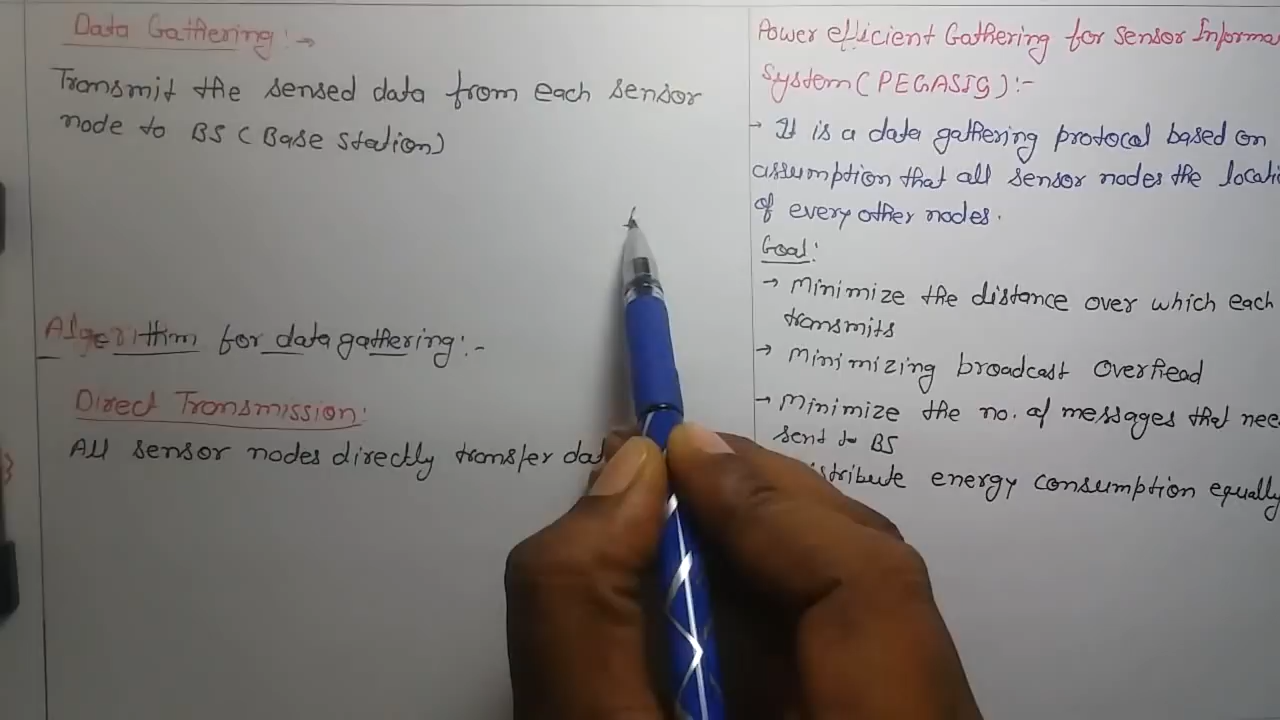 Data Gathering :→
Transmit the sensed data from each sensor
node to BS (Base station)
Algorithm for data gathering :-
Direct Transmission:
All sensor nodes directly transfer
Power efficient Gathering for sensor Informa
System (PEGASIG) :-
→ It is a data gathering protocal based on
assumption that all sensor nodes the locati
of every other nodes.
Goal:
→ Minimize the distance over which each
transmits
→ Minimizing broadcast overhead
→ Minimize the no. of messages that nee
sent to BS
istribute energy consumption equally